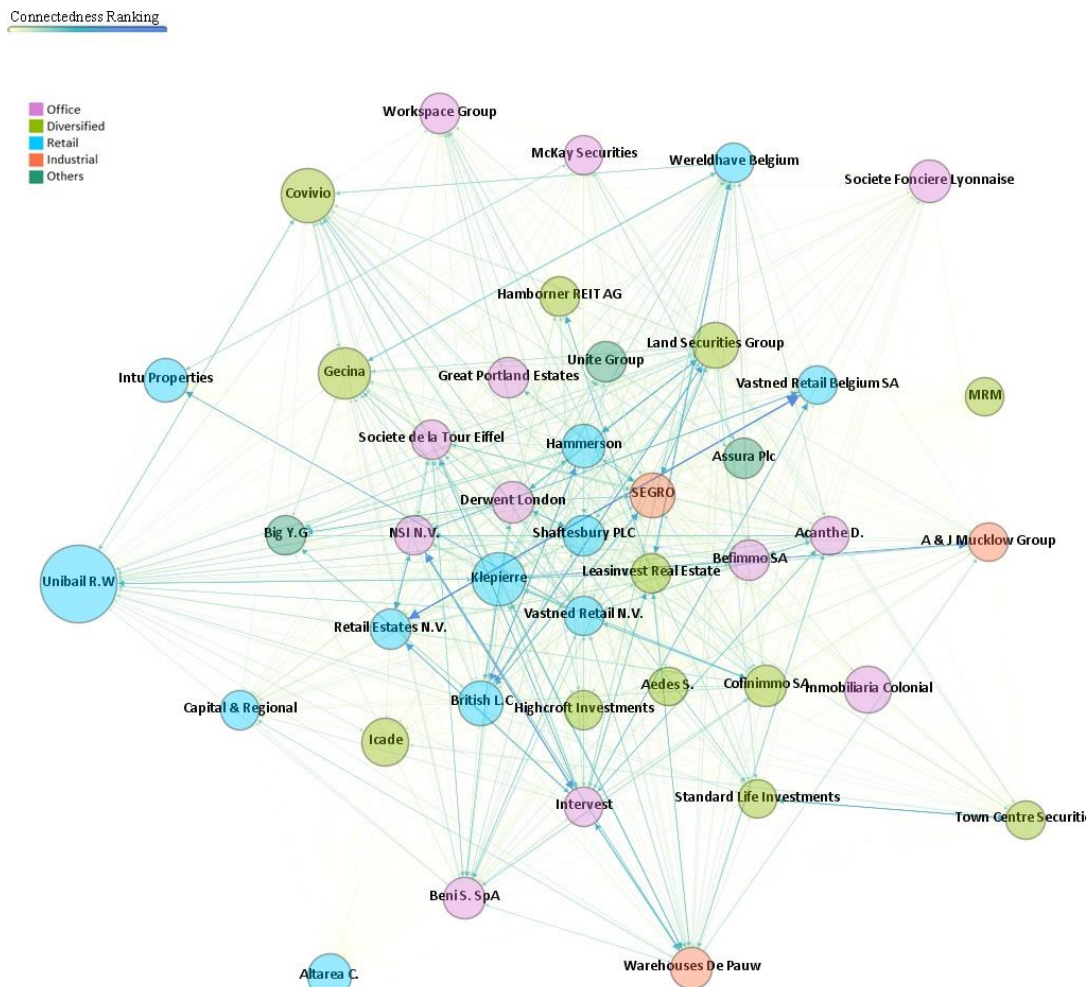 Connectedness Ranking
Office
Diversified
Retail
Industrial
Others
Workspace Group
McKay Securities
Wereldhave Belgium
Societe Fonciere Lyonnaise
Covivio
Hamborner REIT AG
Land Securities Group
Unite Group
Intu Properties
Gecina
Great Portland Estates
Vastned Retail Belgium SA
MRM
Societe de la Tour Eiffel
Hammerson
Assura Plc
SEGRO
Derwent London
Big Y.G
NSI N.V.
Shaftesbury PLC
Acanthe D.
A & J Mucklow Group
Befimmo SA
Unibail R.W
Klepierre
Leasinvest Real Estate
Retail Estates N.V.
Vastned Retail N.V.
Aedes S.
Cofinimmo SA
Inmobiliaria Colonial
Capital & Regional
British L.C
Highcroft Investments
Icade
Intervest
Standard Life Investments
Town Centre Securitie
Beni S. SpA
Warehouses De Pauw
Altarea C.